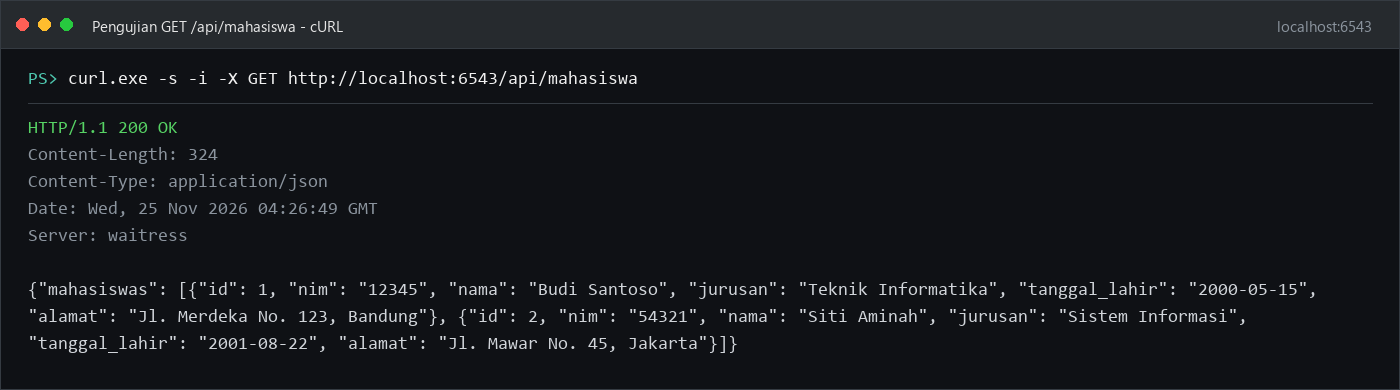 Pengujian GET /api/mahasiswa - cURL
localhost:6543
PS> curl.exe -s -i -X GET http://localhost:6543/api/mahasiswa
HTTP/1.1 200 OK
Content-Length: 324
Content-Type: application/json
Date: Wed, 25 Nov 2026 04:26:49 GMT
Server: waitress
{"mahasiswas": [{"id": 1, "nim": "12345", "nama": "Budi Santoso", "jurusan": "Teknik Informatika", "tanggal_lahir": "2000-05-15",
"alamat": "Jl. Merdeka No. 123, Bandung"}, {"id": 2, "nim": "54321", "nama": "Siti Aminah", "jurusan": "Sistem Informasi",
"tanggal_lahir": "2001-08-22", "alamat": "Jl. Mawar No. 45, Jakarta"}]}